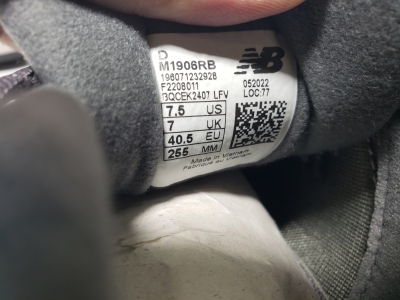 D
M1906RB NB
196071232928
F2208011 052022
BQCEK2407 LFV LOC:77
7.5 US
7 UK
40.5 EU
255 MM
Made in Vietnam
Fabriqué au Vietnam